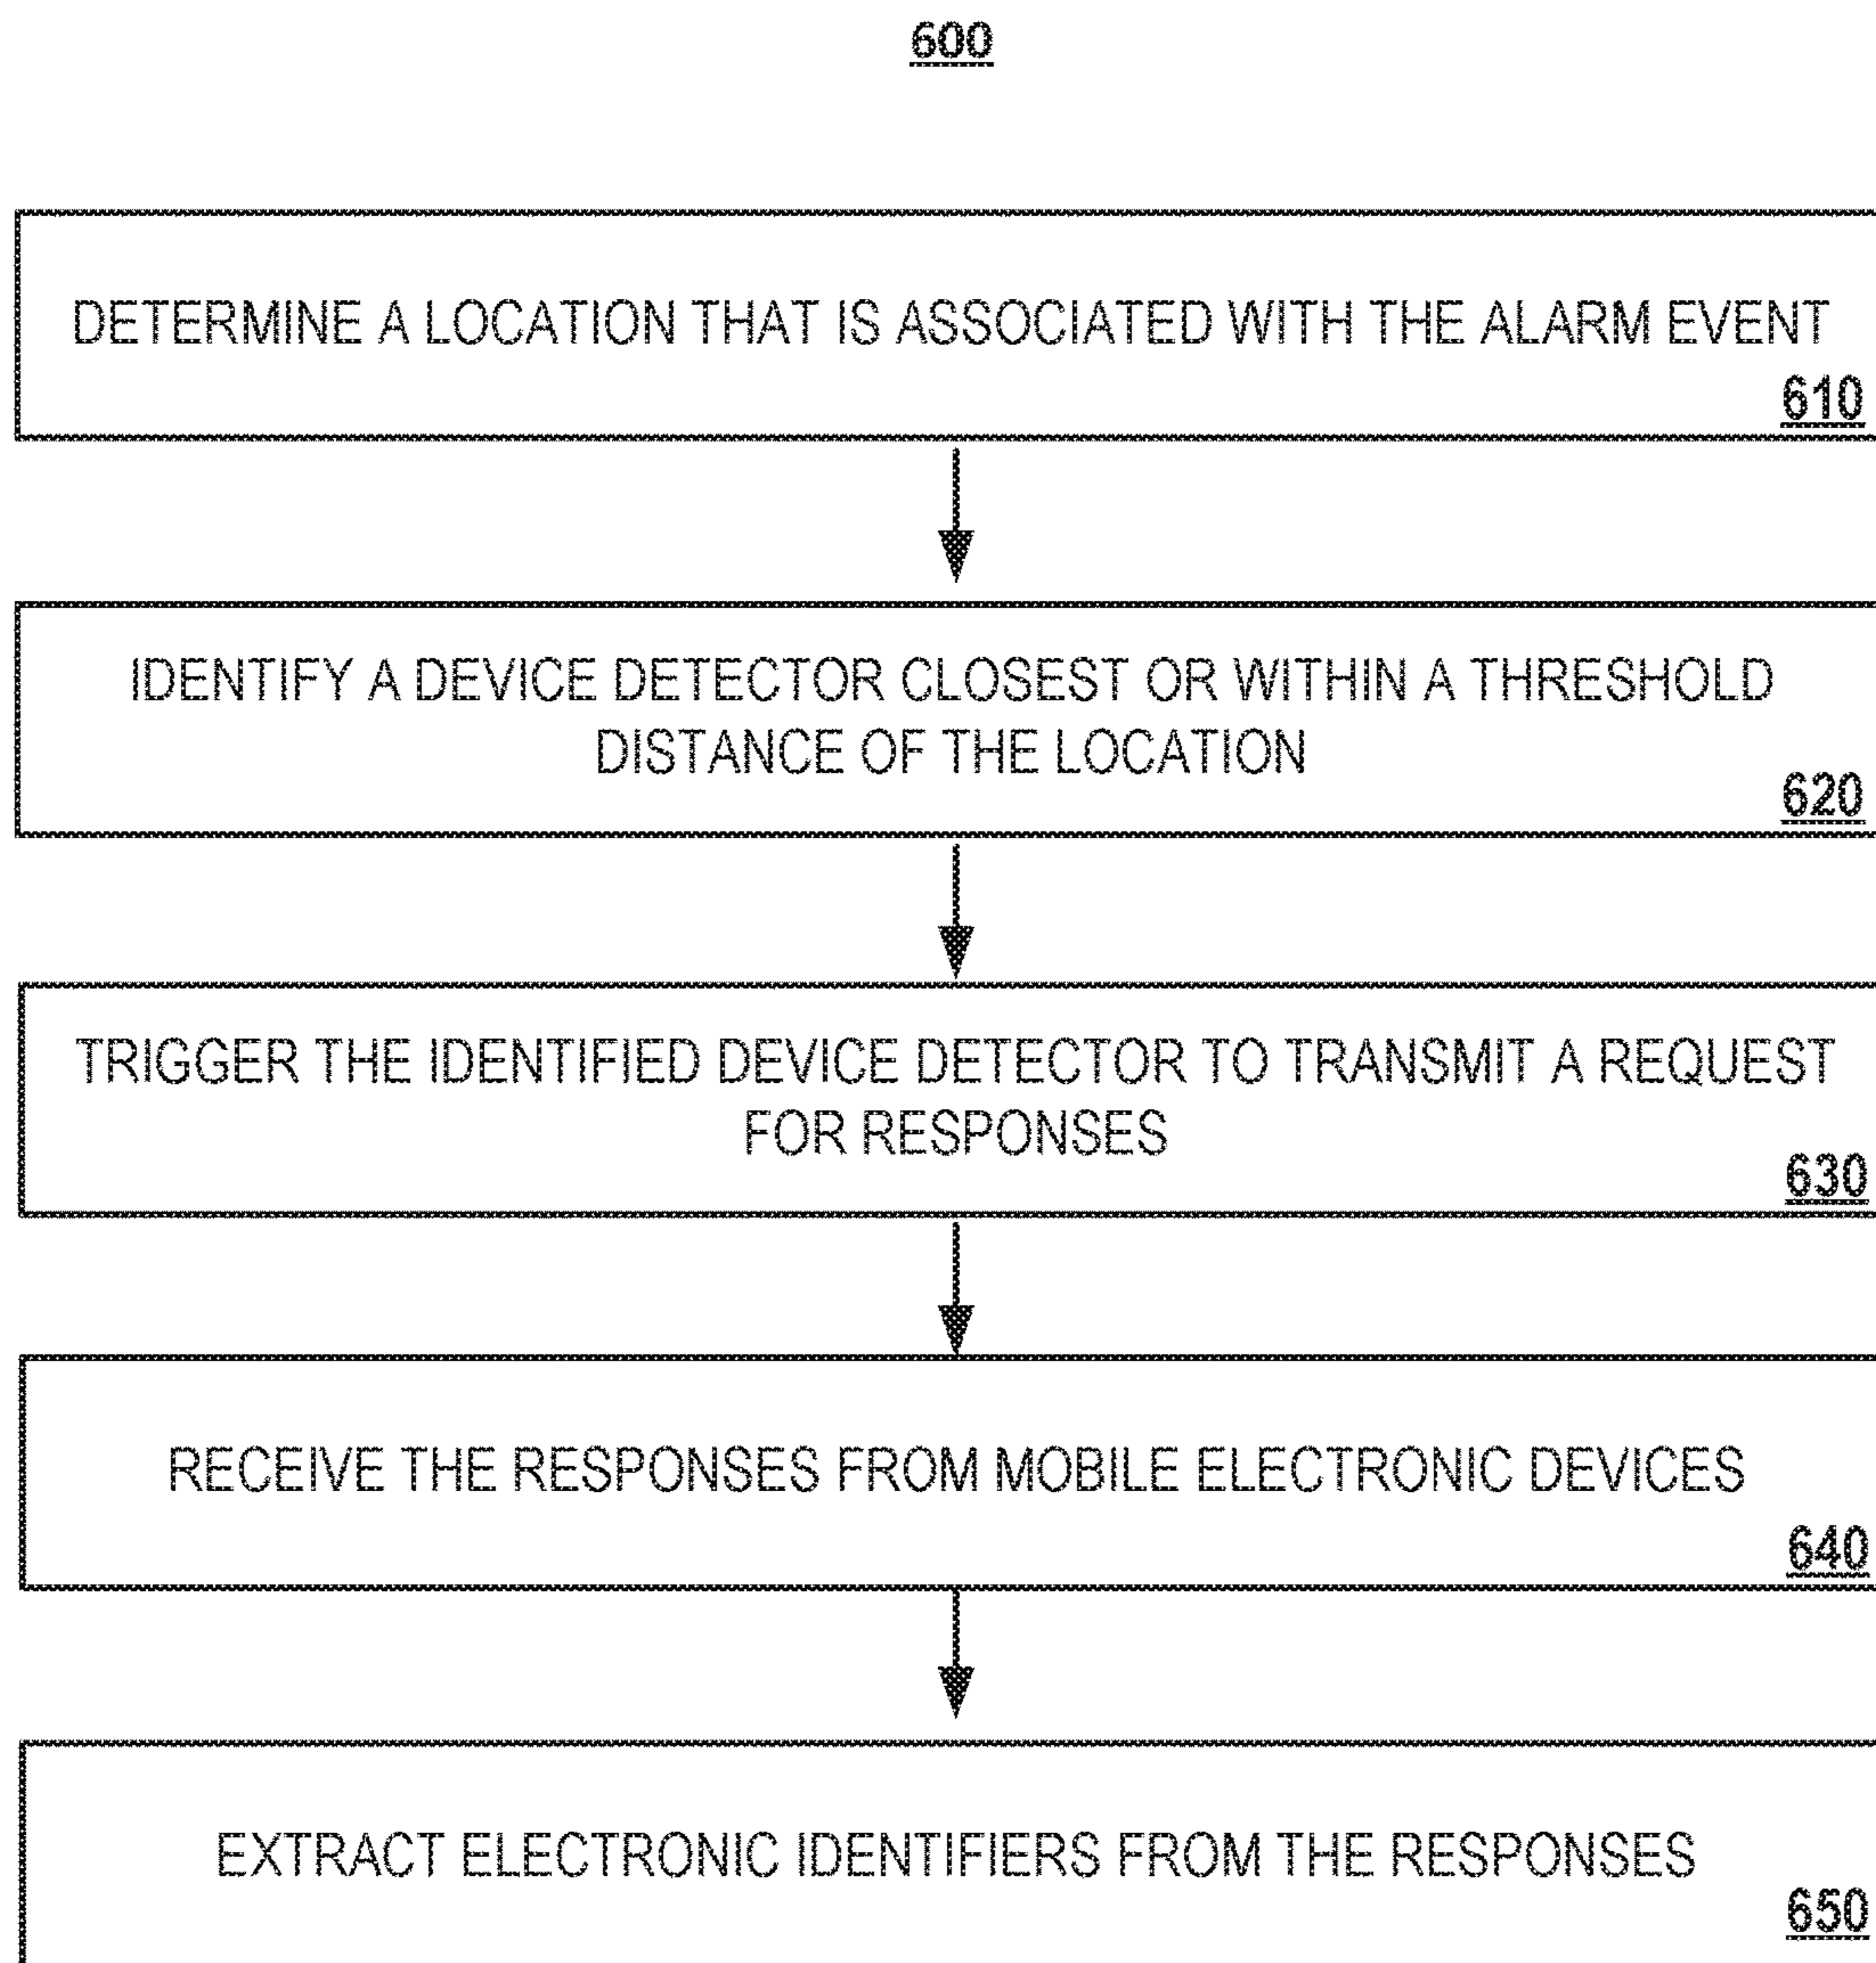 600
DETERMINE A LOCATION THAT IS ASSOCIATED WITH THE ALARM EVENT
610
IDENTIFY A DEVICE DETECTOR CLOSEST OR WITHIN A THRESHOLD
DISTANCE OF THE LOCATION
620
TRIGGER THE IDENTIFIED DEVICE DETECTOR TO TRANSMIT A REQUEST
FOR RESPONSES
630
RECEIVE THE RESPONSES FROM MOBILE ELECTRONIC DEVICES
640
EXTRACT ELECTRONIC IDENTIFIERS FROM THE RESPONSES
650